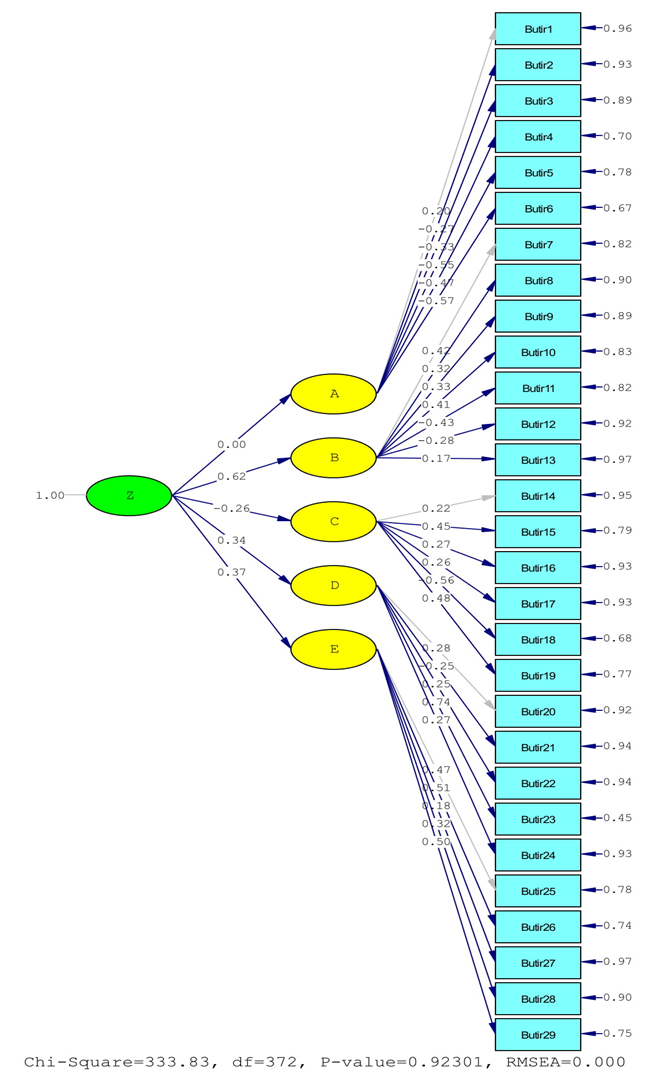 Butir1 0.96
Butir2 0.93
Butir3 0.89
Butir4 0.70
Butir5 0.78
Butir6 0.67
Butir7 0.82
Butir8 0.90
Butir9 0.89
Butir10 0.83
Butir11 0.82
Butir12 0.92
Butir13 0.97
Butir14 0.95
Butir15 0.79
Butir16 0.93
Butir17 0.93
Butir18 0.68
Butir19 0.77
Butir20 0.92
Butir21 0.94
Butir22 0.94
Butir23 0.45
Butir24 0.93
Butir25 0.78
Butir26 0.74
Butir27 0.97
Butir28 0.90
Butir29 0.75
0.20
-0.27
-0.33
-0.55
-0.47
-0.57
0.42
0.32
0.33
0.41
-0.43
-0.28
0.17
0.22
0.45
0.27
0.26
-0.56
0.48
0.28
-0.25
0.25
0.74
0.27
0.47
0.51
0.18
0.32
0.50
A
B
C
D
E
0.00
0.62
-0.26
0.34
0.37
1.00 Z
Chi-Square=333.83, df=372, P-value=0.92301, RMSEA=0.000